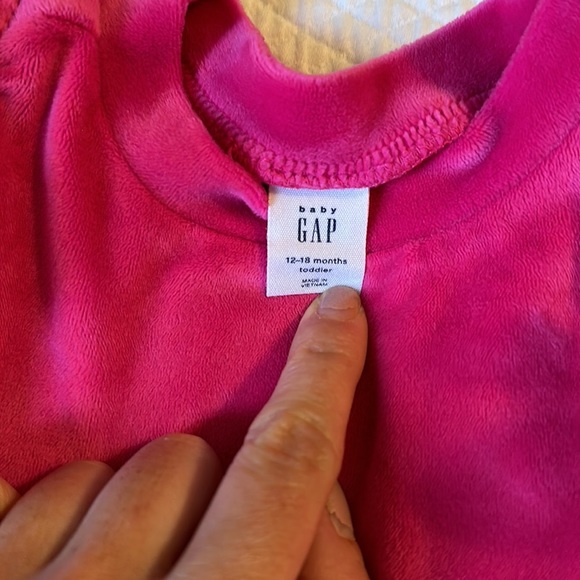 baby
GAP
12-18 months
toddler
MADE IN
VIETNAM